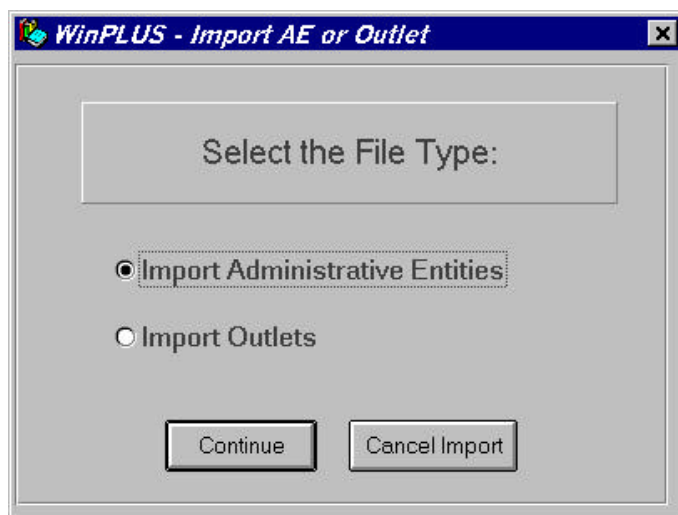 WinPLUS - Import AE or Outlet
Select the File Type:
Import Administrative Entities
Import Outlets
Continue Cancel Import